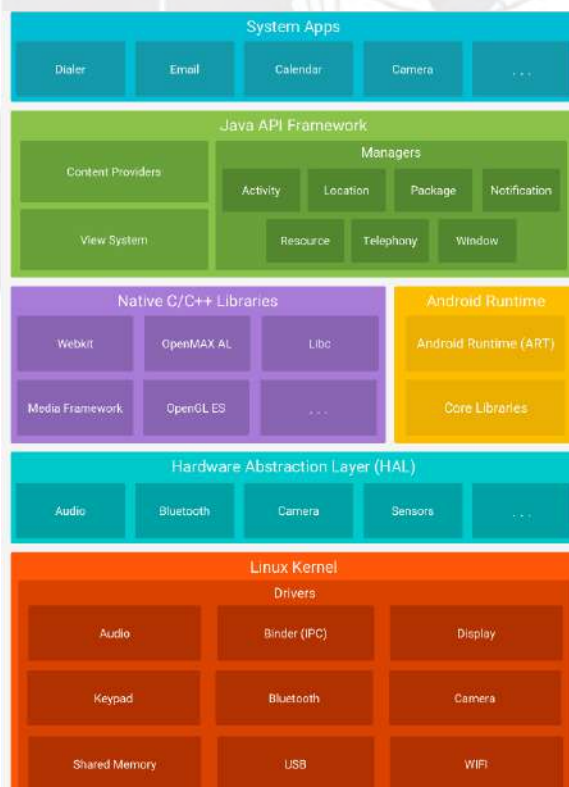 System Apps
Dialer Email Calendar Camera . . .
Java API Framework
Content Providers
View System
Managers
Activity Location Package Notification
Resource Telephony Window
Native C/C++ Libraries
Webkit OpenMAX AL Libc
Media Framework OpenGL ES . . .
Android Runtime
Android Runtime (ART)
Core Libraries
Hardware Abstraction Layer (HAL)
Audio Bluetooth Camera Sensors . . .
Linux Kernel
Drivers
Audio Binder (IPC) Display
Keypad Bluetooth Camera
Shared Memory USB WIFI